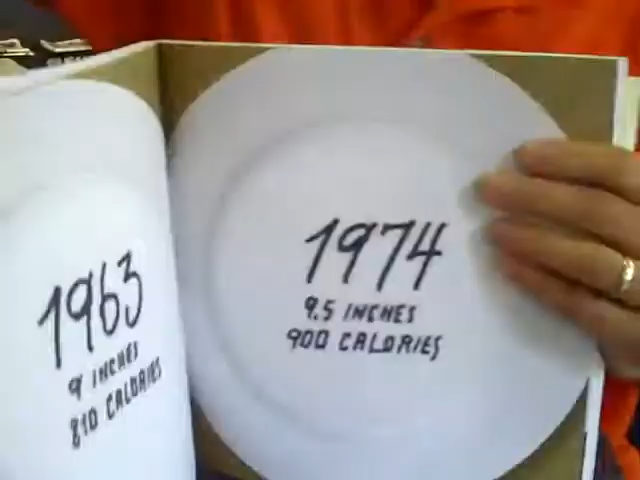 1963
9 INCHES
810 CALORIES
1974
9.5 INCHES
900 CALORIES